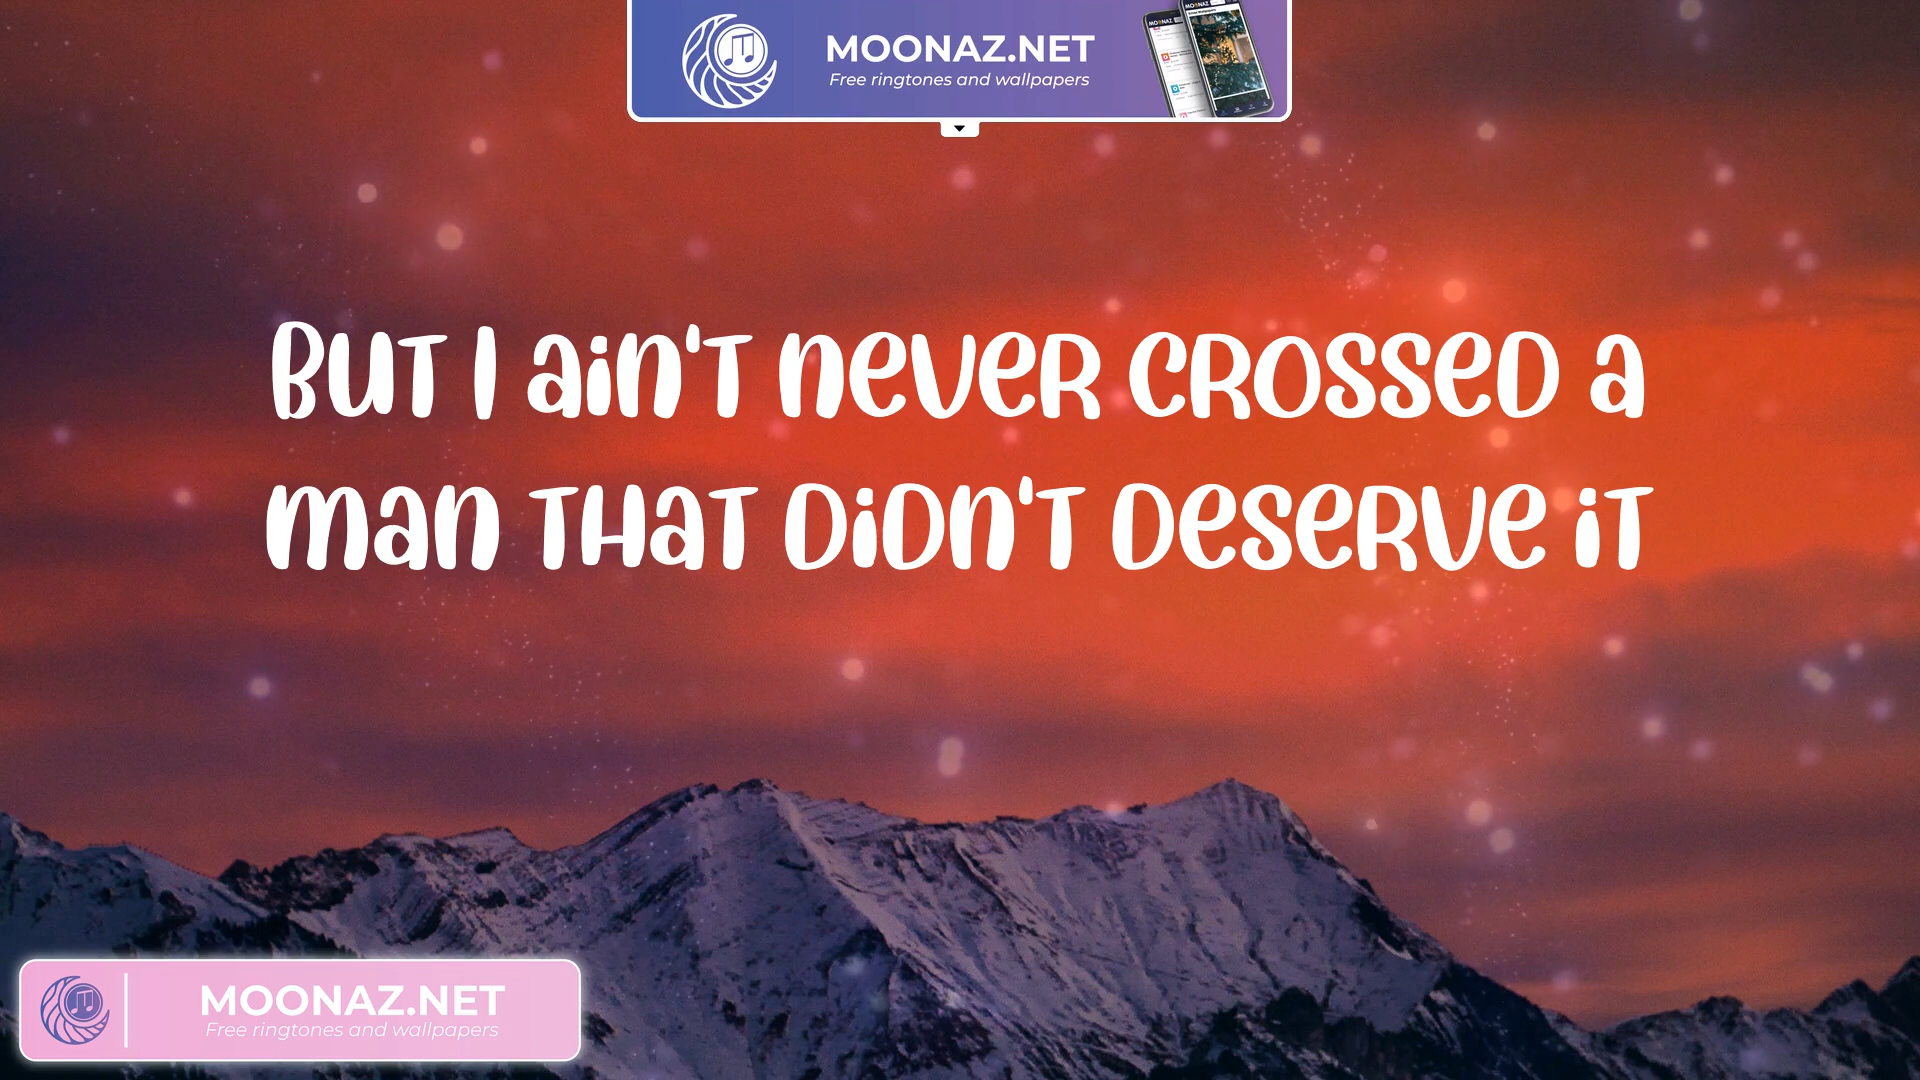 MOONAZ.NET
Free ringtones and wallpapers
But I ain't never crossed a
man that didn't deserve it
MOONAZ.NET
Free ringtones and wallpapers